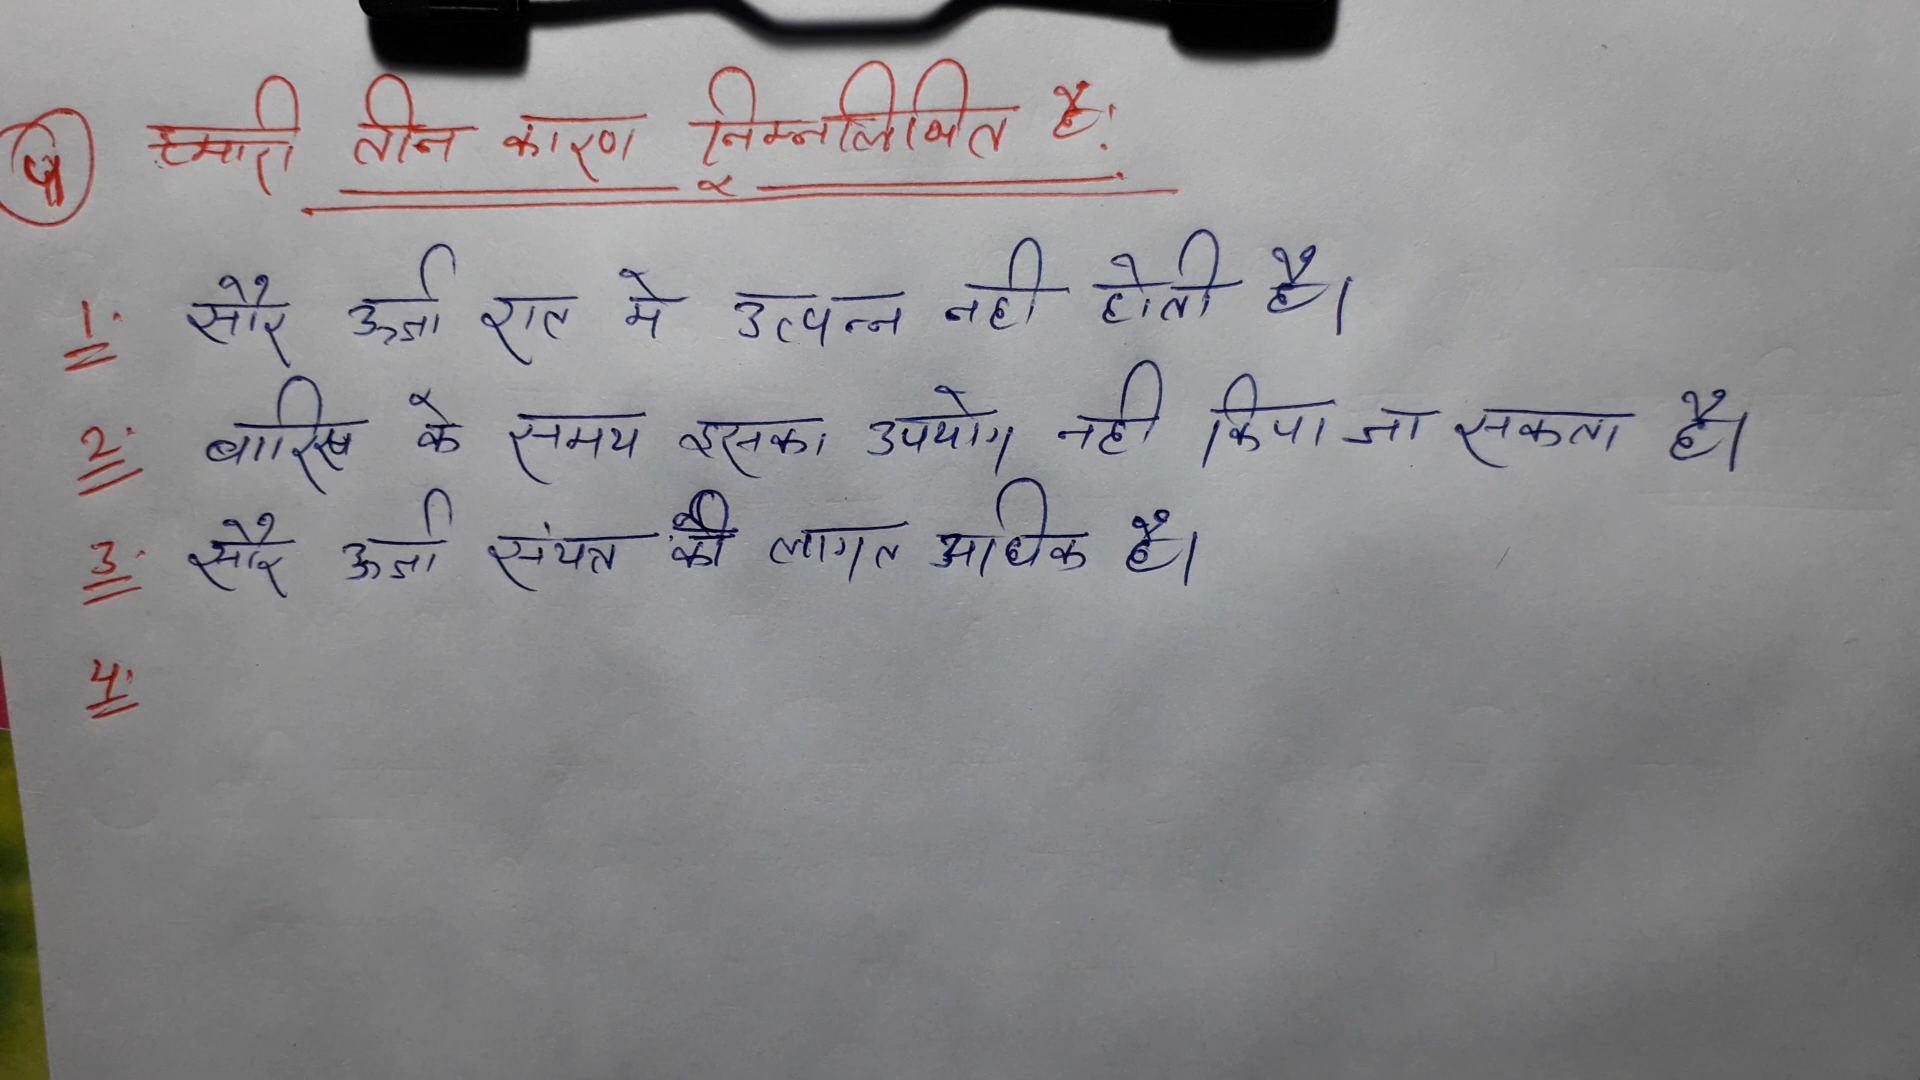 हमारी तीन कारण निम्नलिखित है:
1. सौर ऊर्जा रात मे उत्पन्न नही होती है।
2. बारिश के समय इसका उपयोग नही किया जा सकता है।
3. सौर ऊर्जा संयत्र की लागत अधिक है।
4.